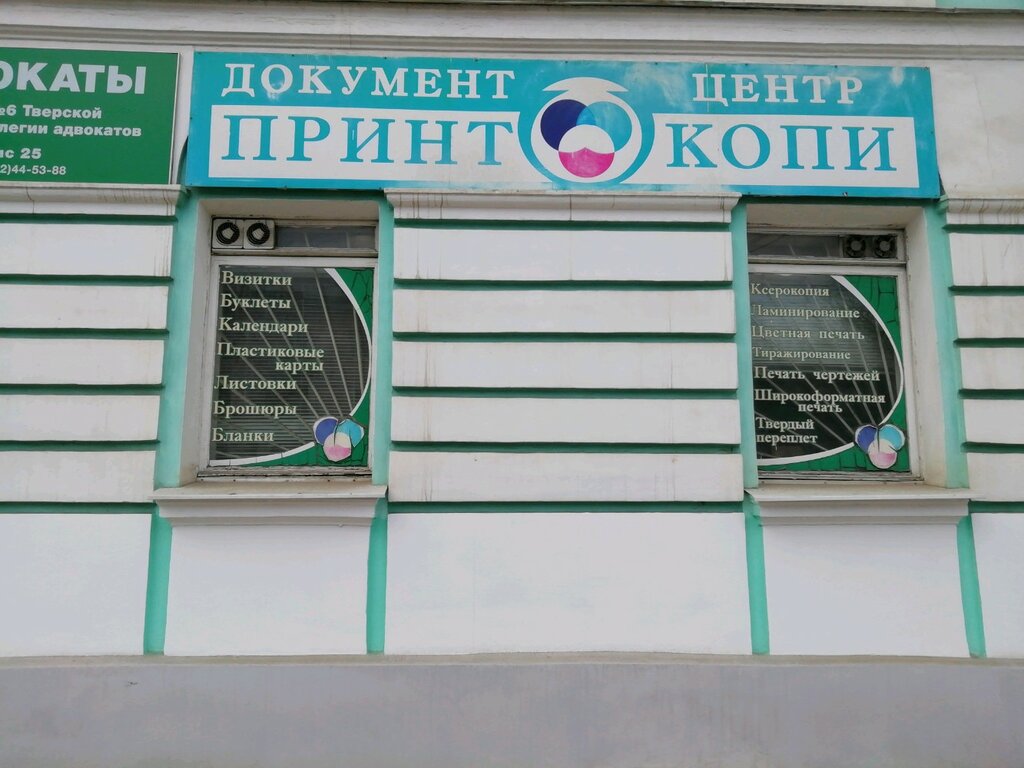 ОКАТЫ
№6 Тверской
легии адвокатов
ис 25
2)44-53-88
ДОКУМЕНТ ЦЕНТР
ПРИНТ КОПИ
Визитки
Буклеты
Календари
Пластиковые
карты
Листовки
Брошюры
Бланки
Ксерокопия
Ламинирование
Цветная печать
Тиражирование
Печать чертежей
Широкоформатная
печать
Твердый
переплет